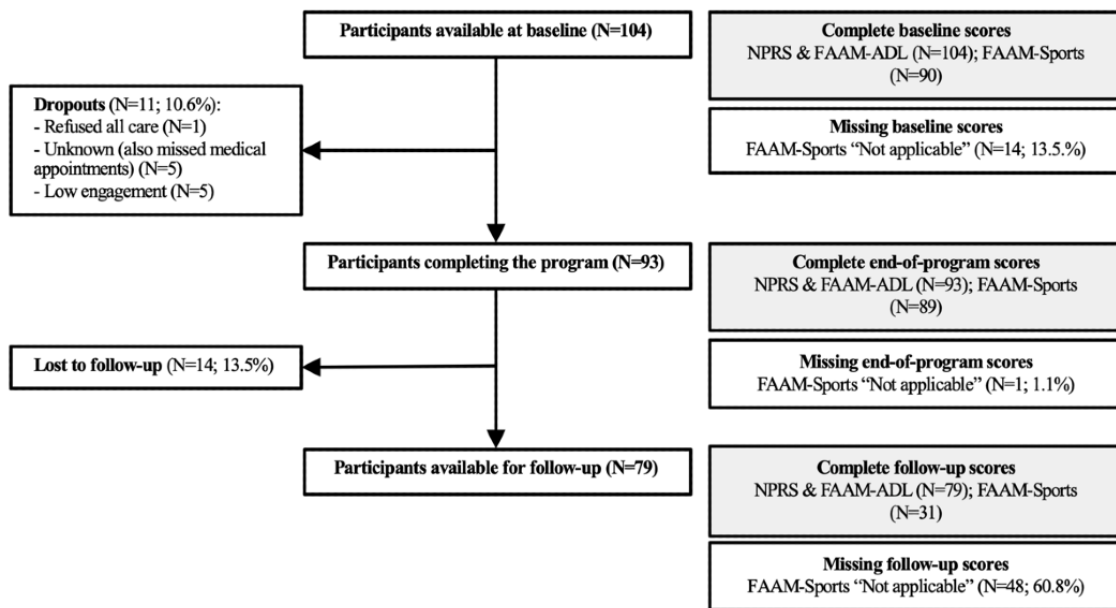 Participants available at baseline (N=104)
Complete baseline scores
NPRS & FAAM-ADL (N=104); FAAM-Sports
(N=90)
Dropouts (N=11; 10.6%):
- Refused all care (N=1)
- Unknown (also missed medical
appointments) (N=5)
- Low engagement (N=5)
Missing baseline scores
FAAM-Sports “Not applicable” (N=14; 13.5.%)
Participants completing the program (N=93)
Complete end-of-program scores
NPRS & FAAM-ADL (N=93); FAAM-Sports
(N=89)
Lost to follow-up (N=14; 13.5%)
Missing end-of-program scores
FAAM-Sports “Not applicable” (N=1; 1.1%)
Participants available for follow-up (N=79)
Complete follow-up scores
NPRS & FAAM-ADL (N=79); FAAM-Sports
(N=31)
Missing follow-up scores
FAAM-Sports “Not applicable” (N=48; 60.8%)